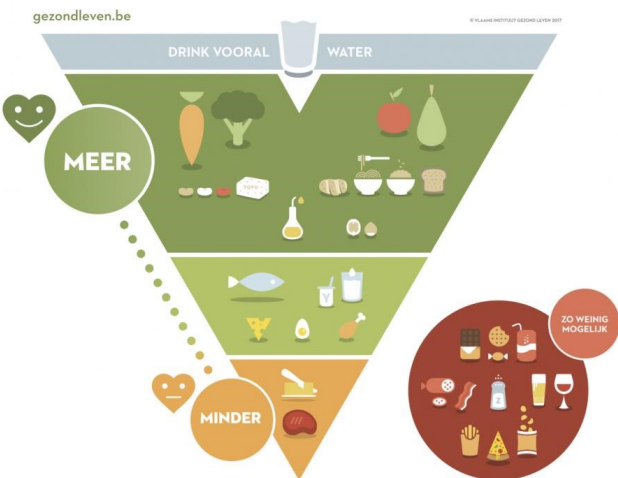 gezondleven.be
© VLAAMS INSTITUUT GEZOND LEVEN 2017
DRINK VOORAL WATER
MEER
TOFU
Y
ZO WEINIG
MOGELIJK
Z
MINDER